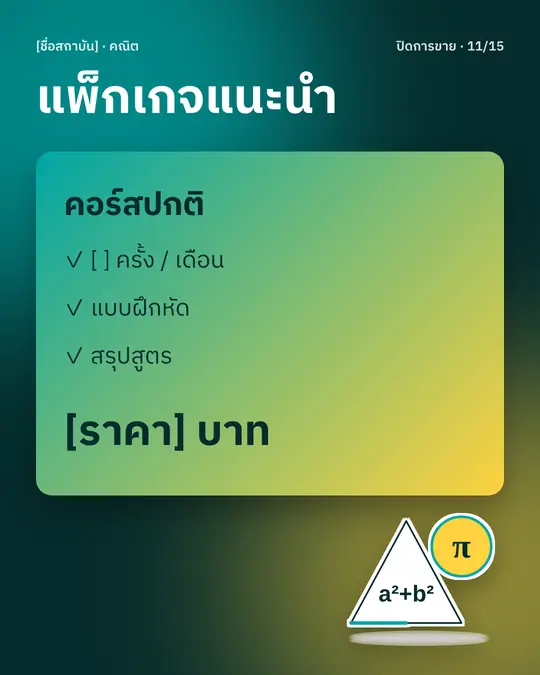 [ชื่อสถาบัน] · คณิต
ปิดการขาย · 11/15
แพ็กเกจแนะนำ
คอร์สปกติ
✓ [ ] ครั้ง / เดือน
✓ แบบฝึกหัด
✓ สรุปสูตร
[ราคา] บาท
π
a²+b²